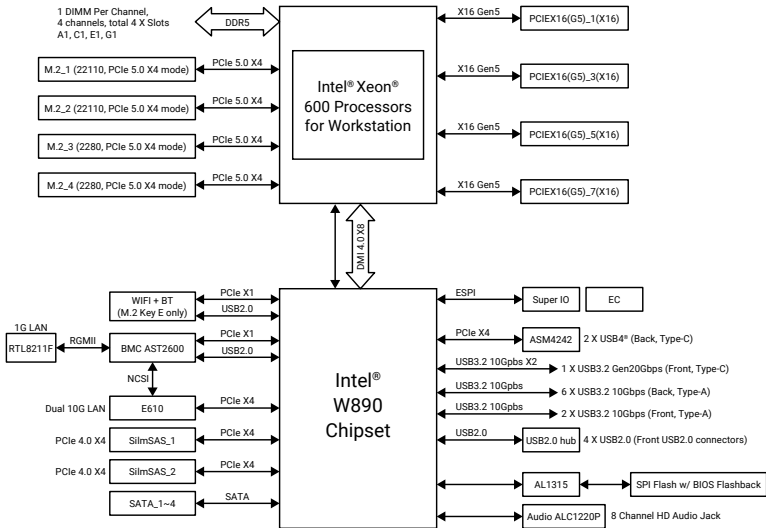 1 DIMM Per Channel,
4 channels, total 4 X Slots
A1, C1, E1, G1
DDR5
M.2_1 (22110, PCIe 5.0 X4 mode)
PCIe 5.0 X4
M.2_2 (22110, PCIe 5.0 X4 mode)
PCIe 5.0 X4
M.2_3 (2280, PCIe 5.0 X4 mode)
PCIe 5.0 X4
M.2_4 (2280, PCIe 5.0 X4 mode)
PCIe 5.0 X4
Intel® Xeon®
600 Processors
for Workstation
X16 Gen5
PCIEX16(G5)_1(X16)
X16 Gen5
PCIEX16(G5)_3(X16)
X16 Gen5
PCIEX16(G5)_5(X16)
X16 Gen5
PCIEX16(G5)_7(X16)
DMI 4.0 X8
WIFI + BT
(M.2 Key E only)
PCIe X1
USB2.0
1G LAN
RTL8211F
RGMII
BMC AST2600
PCIe X1
USB2.0
NCSI
Dual 10G LAN
E610
PCIe X4
PCIe 4.0 X4
SilmSAS_1
PCIe X4
PCIe 4.0 X4
SilmSAS_2
PCIe X4
SATA_1~4
SATA
Intel®
W890
Chipset
ESPI
Super IO
EC
PCIe X4
ASM4242
2 X USB4® (Back, Type-C)
USB3.2 10Gpbs X2
1 X USB3.2 Gen20Gbps (Front, Type-C)
USB3.2 10Gpbs
6 X USB3.2 10Gbps (Back, Type-A)
USB3.2 10Gpbs
2 X USB3.2 10Gbps (Front, Type-A)
USB2.0
USB2.0 hub
4 X USB2.0 (Front USB2.0 connectors)
AL1315
SPI Flash w/ BIOS Flashback
Audio ALC1220P
8 Channel HD Audio Jack